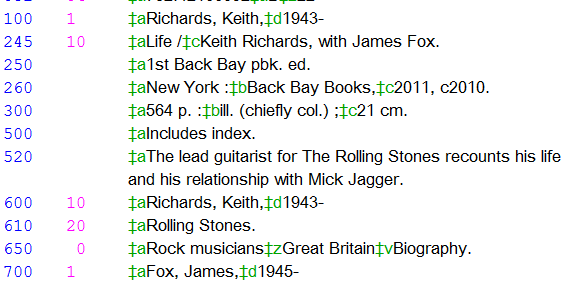 100 1 ‡aRichards, Keith,‡d1943-
245 10 ‡aLife /‡cKeith Richards, with James Fox.
250 ‡a1st Back Bay pbk. ed.
260 ‡aNew York :‡bBack Bay Books,‡c2011, c2010.
300 ‡a564 p. :‡bill. (chiefly col.) ;‡c21 cm.
500 ‡aIncludes index.
520 ‡aThe lead guitarist for The Rolling Stones recounts his life
and his relationship with Mick Jagger.
600 10 ‡aRichards, Keith,‡d1943-
610 20 ‡aRolling Stones.
650 0 ‡aRock musicians‡zGreat Britain‡vBiography.
700 1 ‡aFox, James,‡d1945-